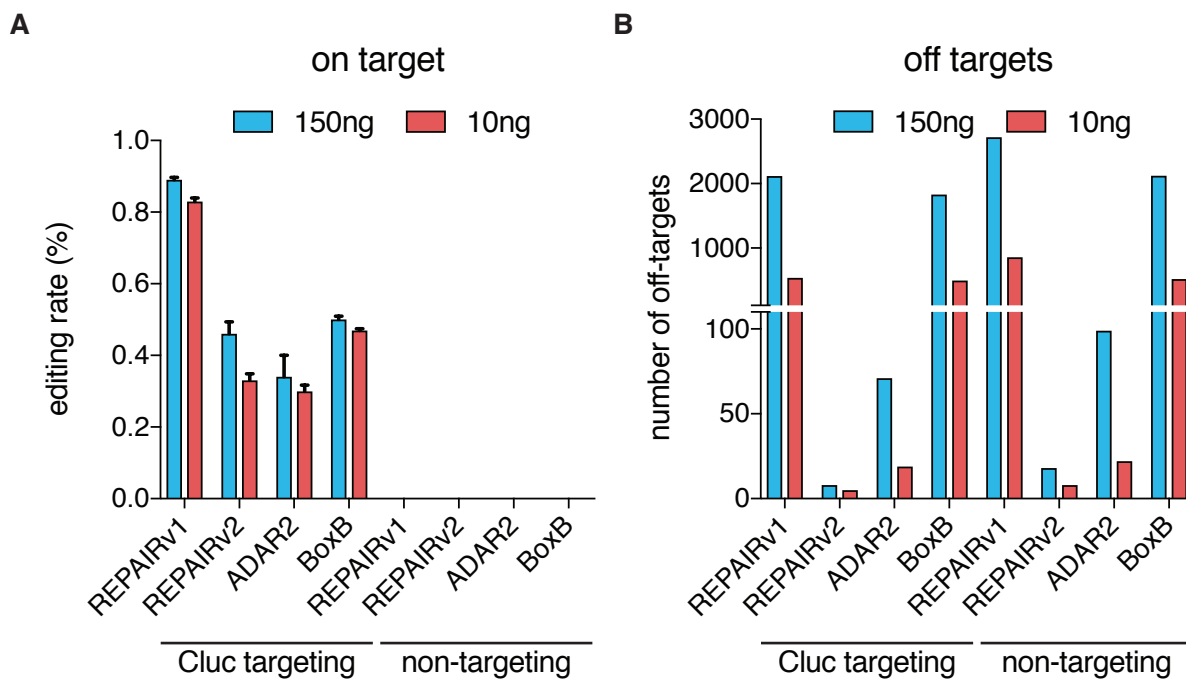 A
on target
150ng 10ng
editing rate (%)
1.0
0.8
0.6
0.4
0.2
0.0
REPAIRv1
REPAIRv2
ADAR2
BoxB
REPAIRv1
REPAIRv2
ADAR2
BoxB
Cluc targeting
non-targeting
B
off targets
150ng 10ng
number of off-targets
3000
2000
1000
100
50
0
REPAIRv1
REPAIRv2
ADAR2
BoxB
REPAIRv1
REPAIRv2
ADAR2
BoxB
Cluc targeting
non-targeting